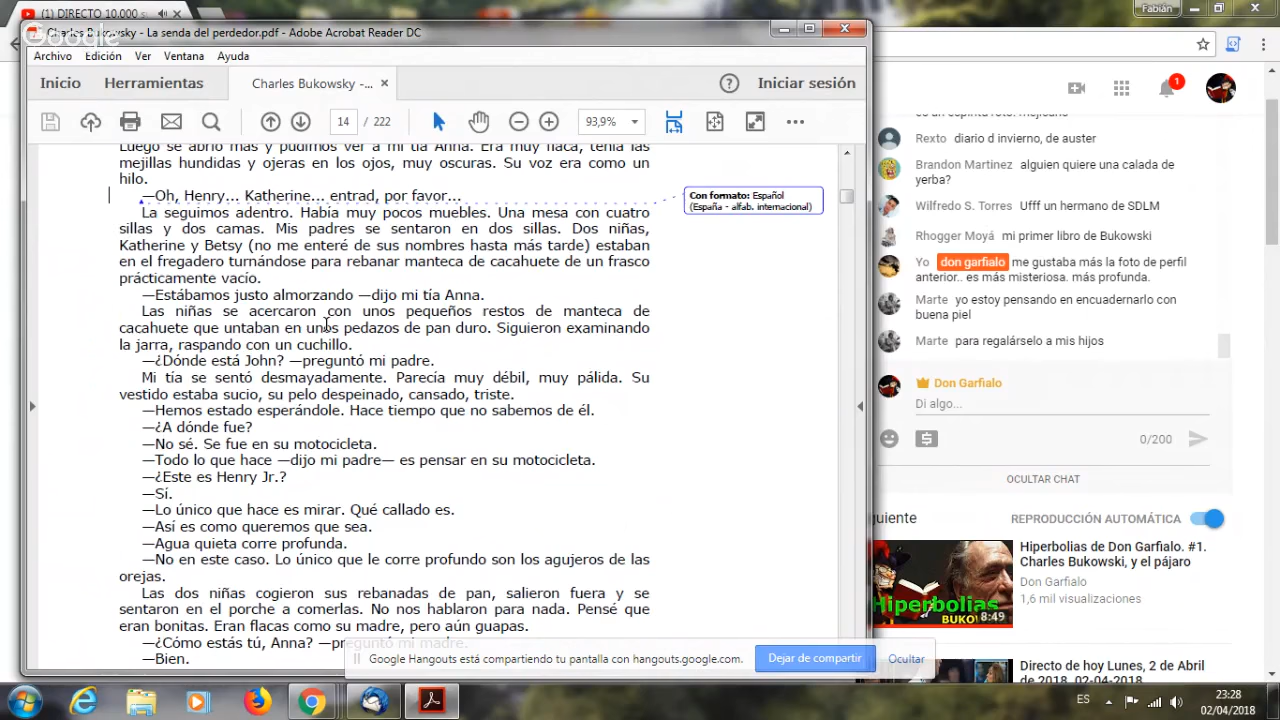 (1) DIRECTO 10.000 s
Fabián
Google
Charles Bukowsky - La senda del perdedor.pdf - Adobe Acrobat Reader DC
Archivo Edición Ver Ventana Ayuda
Inicio Herramientas Charles Bukowsky -... Iniciar sesión
14 / 222 93,9%
Luego se abrió más y pudimos ver a mi tía Anna. Era muy flaca, tenía las
mejillas hundidas y ojeras en los ojos, muy oscuras. Su voz era como un
hilo.
—Oh, Henry... Katherine... entrad, por favor...
La seguimos adentro. Había muy pocos muebles. Una mesa con cuatro
sillas y dos camas. Mis padres se sentaron en dos sillas. Dos niñas,
Katherine y Betsy (no me enteré de sus nombres hasta más tarde) estaban
en el fregadero turnándose para rebanar manteca de cacahuete de un frasco
prácticamente vacío.
—Estábamos justo almorzando —dijo mi tía Anna.
Las niñas se acercaron con unos pequeños restos de manteca de
cacahuete que untaban en unos pedazos de pan duro. Siguieron examinando
la jarra, raspando con un cuchillo.
—¿Dónde está John? —preguntó mi padre.
Mi tía se sentó desmayadamente. Parecía muy débil, muy pálida. Su
vestido estaba sucio, su pelo despeinado, cansado, triste.
—Hemos estado esperándole. Hace tiempo que no sabemos de él.
—¿A dónde fue?
—No sé. Se fue en su motocicleta.
—Todo lo que hace —dijo mi padre— es pensar en su motocicleta.
—¿Este es Henry Jr.?
—Sí.
—Lo único que hace es mirar. Qué callado es.
—Así es como queremos que sea.
—Agua quieta corre profunda.
—No en este caso. Lo único que le corre profundo son los agujeros de las
orejas.
Las dos niñas cogieron sus rebanadas de pan, salieron fuera y se
sentaron en el porche a comerlas. No nos hablaron para nada. Pensé que
eran bonitas. Eran flacas como su madre, pero aún guapas.
—¿Cómo estás tú, Anna? —preguntó mi madre.
—Bien.
Con formato: Español
(España - alfab. internacional)
es un espíritu roto. mejicano
Rexto diario d invierno, de auster
Brandon Martinez alguien quiere una calada de
yerba?
Wilfredo S. Torres Ufff un hermano de SDLM
Rhogger Moyá mi primer libro de Bukowski
Yo don garfialo me gustaba más la foto de perfil
anterior.. es más misteriosa. más profunda.
Marte yo estoy pensando en encuadernarlo con
buena piel
Marte para regalárselo a mis hijos
Don Garfialo
Di algo...
0/200
OCULTAR CHAT
guiente REPRODUCCIÓN AUTOMÁTICA
Hiperbolias
BUKO
8:49
Hiperbolias de Don Garfialo. #1.
Charles Bukowski, y el pájaro
Don Garfialo
1,6 mil visualizaciones
Directo de hoy Lunes, 2 de Abril
de 2018. 02-04-2018
Google Hangouts está compartiendo tu pantalla con hangouts.google.com. Dejar de compartir Ocultar
ES
23:28
02/04/2018